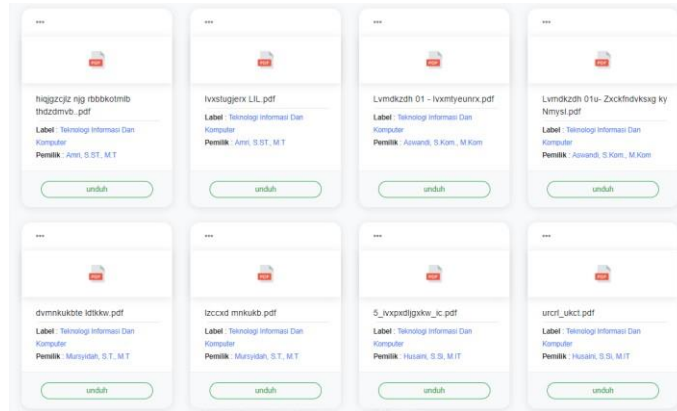 ...
PDF
hiqjgzcjlz njg rbbbkotmlb
thdzdmvb..pdf
Label : Teknologi Informasi Dan
Komputer
Pemilik : Amri, S.ST., M.T
unduh
...
PDF
Ivxstugjerx LIL.pdf
Label : Teknologi Informasi Dan
Komputer
Pemilik : Amri, S.ST., M.T
unduh
...
PDF
Lvmdkzdh 01 - Ivxmtyeunrx.pdf
Label : Teknologi Informasi Dan
Komputer
Pemilik : Aswandi, S.Kom., M.Kom
unduh
...
PDF
Lvmdkzdh 01u- Zxckfndvksxg ky
Nmysl.pdf
Label : Teknologi Informasi Dan
Komputer
Pemilik : Aswandi, S.Kom., M.Kom
unduh
...
PDF
dvmnkukbte ldtkkw.pdf
Label : Teknologi Informasi Dan
Komputer
Pemilik : Mursyidah, S.T., M.T
unduh
...
PDF
lzccxd mnkukb.pdf
Label : Teknologi Informasi Dan
Komputer
Pemilik : Mursyidah, S.T., M.T
unduh
...
PDF
5_ivxpxdljgxkw_ic.pdf
Label : Teknologi Informasi Dan
Komputer
Pemilik : Husaini, S.Si, M.IT
unduh
...
PDF
urcrl_ukct.pdf
Label : Teknologi Informasi Dan
Komputer
Pemilik : Husaini, S.Si, M.IT
unduh